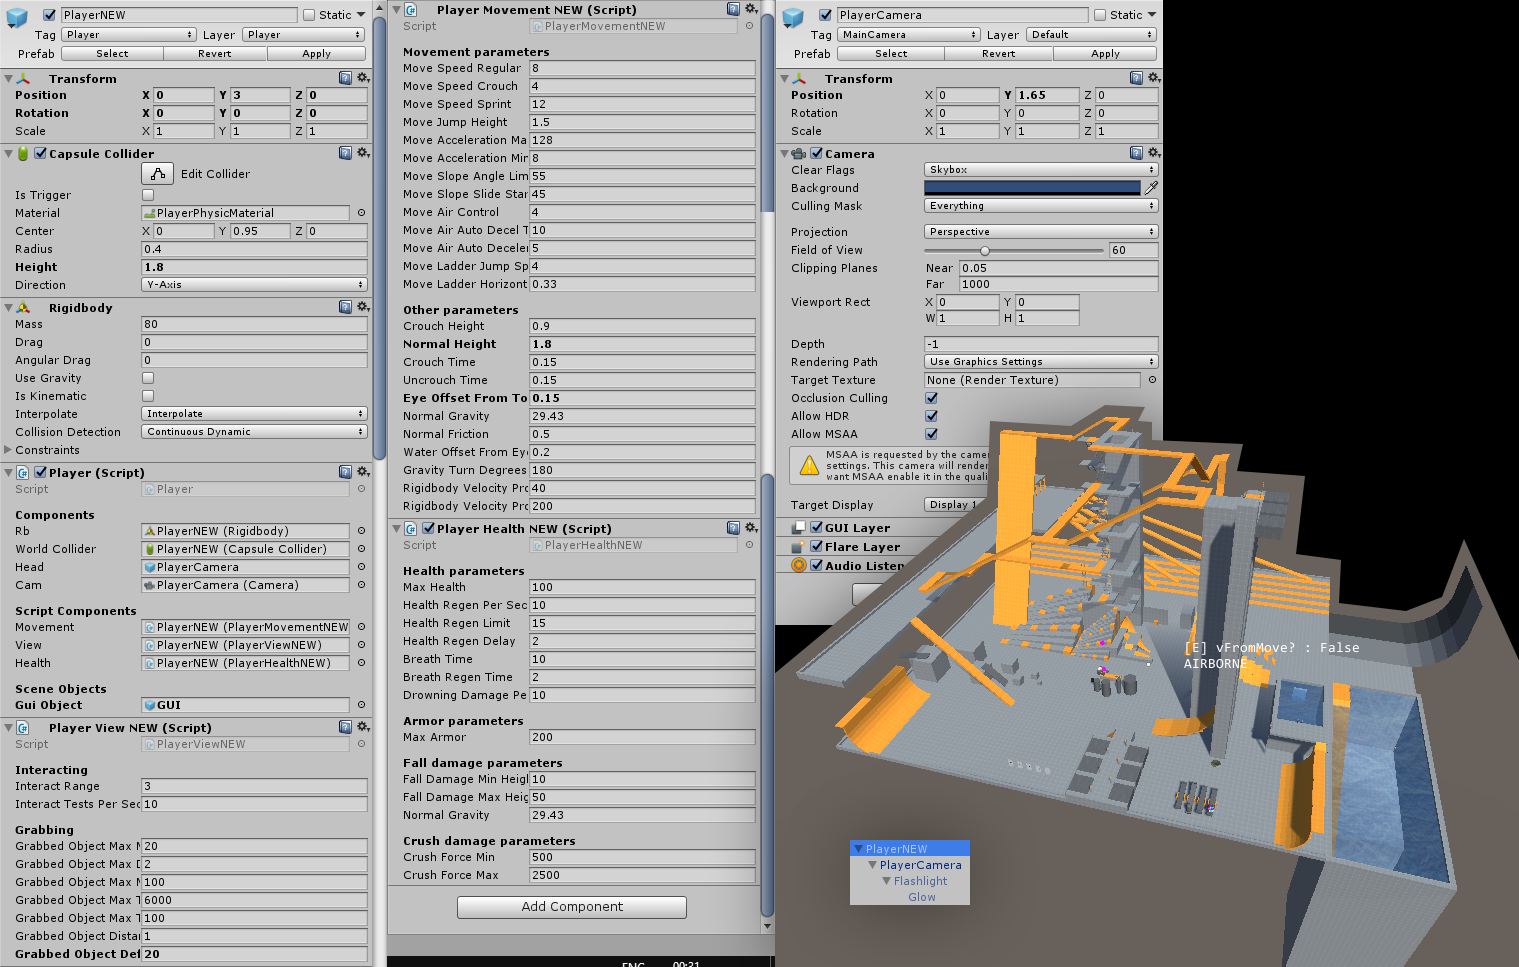 PlayerNEW Static
Tag Player Layer Player
Prefab Select Revert Apply
Transform
Position X 0 Y 3 Z 0
Rotation X 0 Y 0 Z 0
Scale X 1 Y 1 Z 1
Capsule Collider
Edit Collider
Is Trigger
Material PlayerPhysicMaterial
Center X 0 Y 0.95 Z 0
Radius 0.4
Height 1.8
Direction Y-Axis
Rigidbody
Mass 80
Drag 0
Angular Drag 0
Use Gravity
Is Kinematic
Interpolate Interpolate
Collision Detection Continuous Dynamic
Constraints
Player (Script)
Script Player
Components
Rb PlayerNEW (Rigidbody)
World Collider PlayerNEW (Capsule Collider)
Head PlayerCamera
Cam PlayerCamera (Camera)
Script Components
Movement PlayerNEW (PlayerMovementNEW
View PlayerNEW (PlayerViewNEW)
Health PlayerNEW (PlayerHealthNEW)
Scene Objects
Gui Object GUI
Player View NEW (Script)
Script PlayerViewNEW
Interacting
Interact Range 3
Interact Tests Per Sec 10
Grabbing
Grabbed Object Max M 20
Grabbed Object Max D 2
Grabbed Object Max M 100
Grabbed Object Max T 6000
Grabbed Object Max T 100
Grabbed Object Distan 1
Grabbed Object Def 20
Player Movement NEW (Script)
Script PlayerMovementNEW
Movement parameters
Move Speed Regular 8
Move Speed Crouch 4
Move Speed Sprint 12
Move Jump Height 1.5
Move Acceleration Ma 128
Move Acceleration Min 8
Move Slope Angle Lim 55
Move Slope Slide Star 45
Move Air Control 4
Move Air Auto Decel T 10
Move Air Auto Deceler 5
Move Ladder Jump Sp 4
Move Ladder Horizont 0.33
Other parameters
Crouch Height 0.9
Normal Height 1.8
Crouch Time 0.15
Uncrouch Time 0.15
Eye Offset From To 0.15
Normal Gravity 29.43
Normal Friction 0.5
Water Offset From Eye 0.2
Gravity Turn Degrees 180
Rigidbody Velocity Pro 40
Rigidbody Velocity Pro 200
Player Health NEW (Script)
Script PlayerHealthNEW
Health parameters
Max Health 100
Health Regen Per Sec 10
Health Regen Limit 15
Health Regen Delay 2
Breath Time 10
Breath Regen Time 2
Drowning Damage Pe 10
Armor parameters
Max Armor 200
Fall damage parameters
Fall Damage Min Heig 10
Fall Damage Max Heig 50
Normal Gravity 29.43
Crush damage parameters
Crush Force Min 500
Crush Force Max 2500
Add Component
ENG 00:21
PlayerCamera Static
Tag MainCamera Layer Default
Prefab Select Revert Apply
Transform
Position X 0 Y 1.65 Z 0
Rotation X 0 Y 0 Z 0
Scale X 1 Y 1 Z 1
Camera
Clear Flags Skybox
Background
Culling Mask Everything
Projection Perspective
Field of View 60
Clipping Planes Near 0.05
Far 1000
Viewport Rect X 0 Y 0
W 1 H 1
Depth -1
Rendering Path Use Graphics Settings
Target Texture None (Render Texture)
Occlusion Culling
Allow HDR
Allow MSAA
MSAA is requested by the came
settings. This camera will rende
want MSAA enable it in the quali
Target Display Display 1
GUI Layer
Flare Layer
Audio Listen
[E] vFromMove? : False
AIRBORNE
PlayerNEW
PlayerCamera
Flashlight
Glow